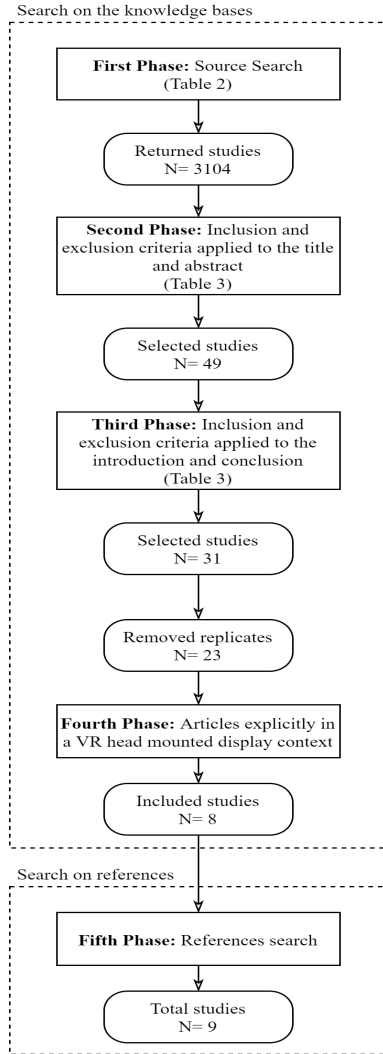 Search on the knowledge bases
First Phase: Source Search
(Table 2)
Returned studies
N= 3104
Second Phase: Inclusion and
exclusion criteria applied to the title
and abstract
(Table 3)
Selected studies
N= 49
Third Phase: Inclusion and
exclusion criteria applied to the
introduction and conclusion
(Table 3)
Selected studies
N= 31
Removed replicates
N= 23
Fourth Phase: Articles explicitly in
a VR head mounted display context
Included studies
N= 8
Search on references
Fifth Phase: References search
Total studies
N= 9